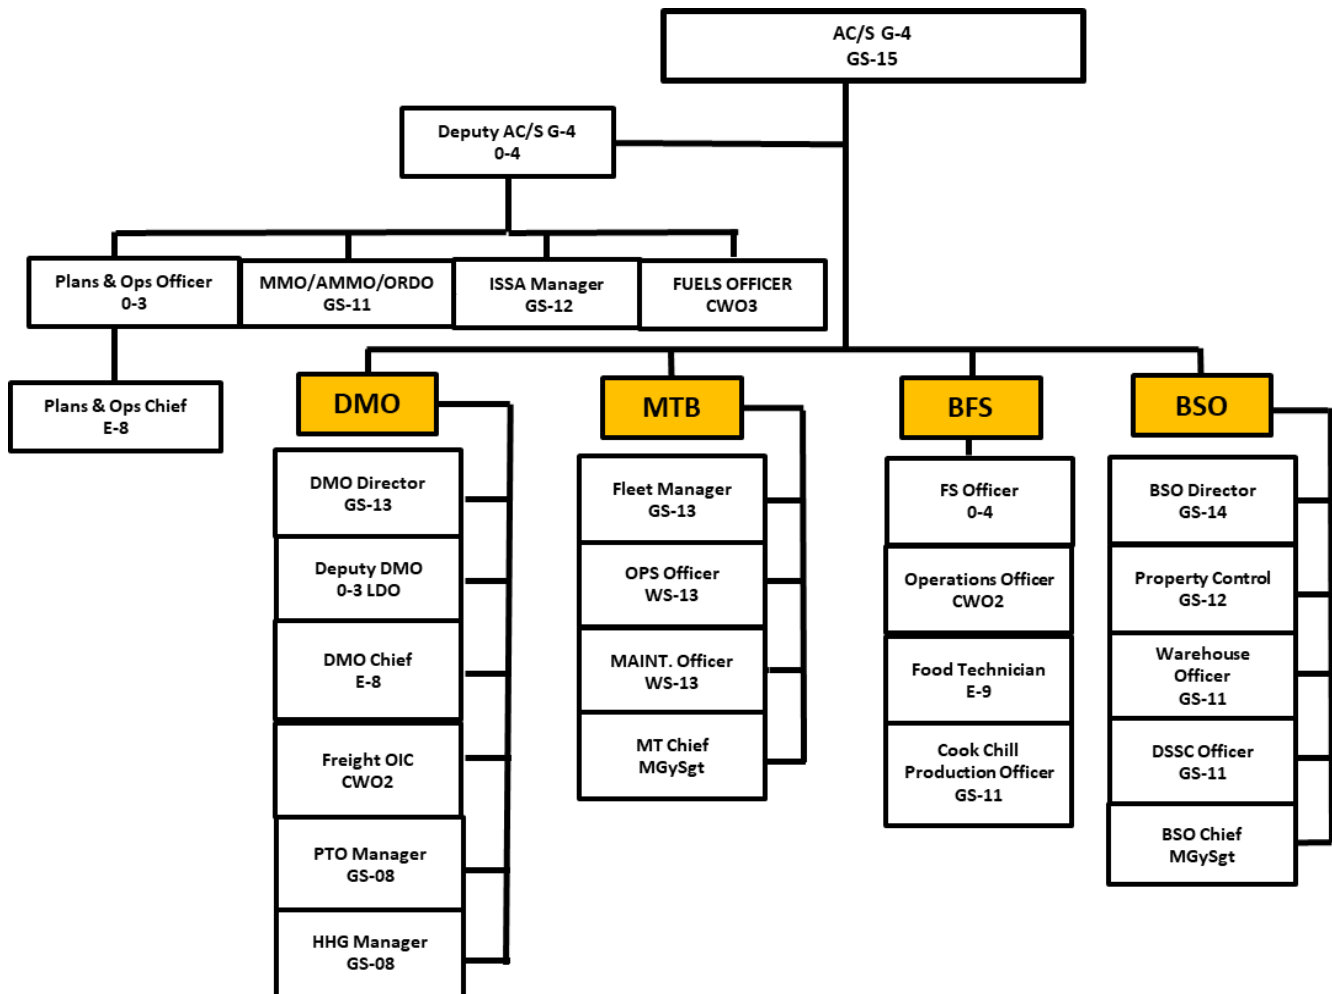 AC/S G-4
GS-15
Deputy AC/S G-4
0-4
Plans & Ops Officer
0-3
MMO/AMMO/ORDO
GS-11
ISSA Manager
GS-12
FUELS OFFICER
CWO3
Plans & Ops Chief
E-8
DMO
DMO Director
GS-13
Deputy DMO
0-3 LDO
DMO Chief
E-8
Freight OIC
CWO2
PTO Manager
GS-08
HHG Manager
GS-08
MTB
Fleet Manager
GS-13
OPS Officer
WS-13
MAINT. Officer
WS-13
MT Chief
MGySgt
BFS
FS Officer
0-4
Operations Officer
CWO2
Food Technician
E-9
Cook Chill
Production Officer
GS-11
BSO
BSO Director
GS-14
Property Control
GS-12
Warehouse
Officer
GS-11
DSSC Officer
GS-11
BSO Chief
MGySgt